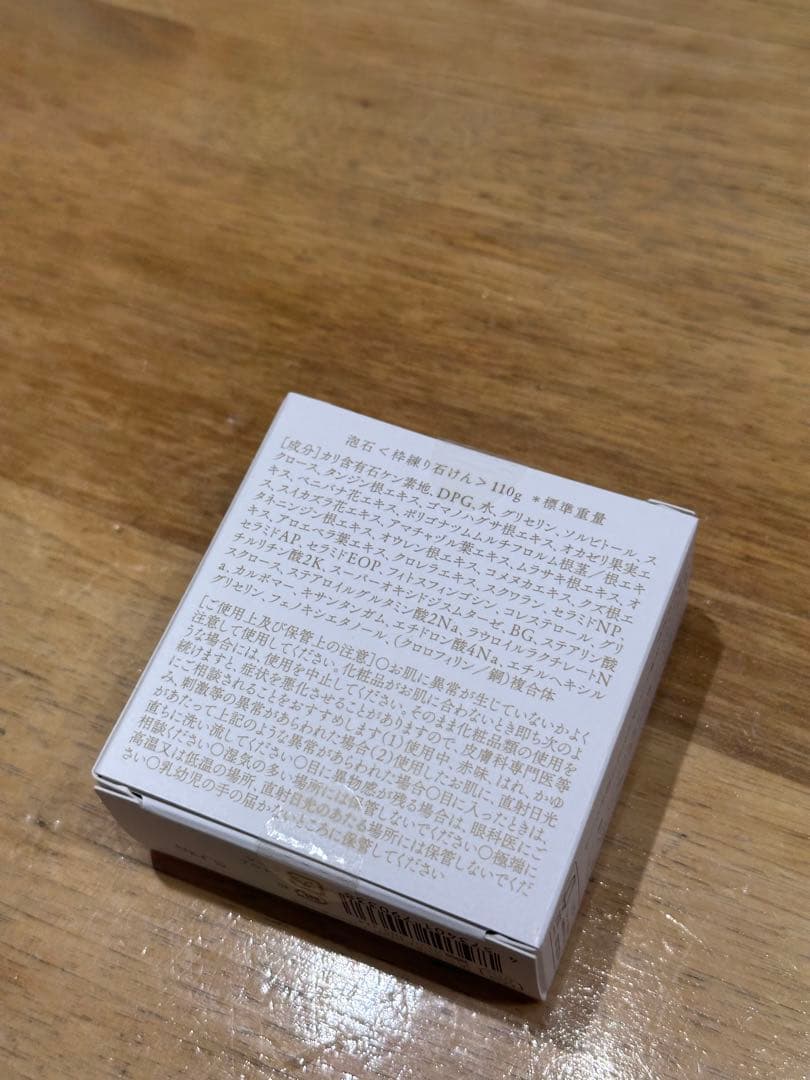 泡石＜枠練り石けん＞110g ＊標準重量
[成分]カリ含有石ケン素地、DPG、水、グリセリン、ソルビトール、ス
クロース、タンジン根エキス、ゴマノハグサ根エキス、オカゼリ果実エ
キス、ベニバナ花エキス、ポリゴナツムムルチフロルム根茎／根エキ
ス、スイカズラ花エキス、アマチャヅル葉エキス、ムラサキ根エキス、オ
タネニンジン根エキス、オウレン根エキス、コメヌカエキス、クズ根エ
キス、アロエベラ葉エキス、クロレラエキス、スクワラン、セラミドNP、
セラミドAP、セラミドEOP、フィトスフィンゴシン、コレステロール、グリ
チルリチン酸2K、スーパーオキシドジスムターゼ、BG、ステアリン酸
スクロース、ステアロイルグルタミン酸2Na、ラウロイルラクチレートN
a、カルボマー、キサンタンガム、エチドロン酸4Na、エチルヘキシル
グリセリン、フェノキシエタノール、(クロロフィリン／銅)複合体
[ご使用上及び保管上の注意]○お肌に異常が生じていないかよく
注意して使用してください。化粧品がお肌に合わないとき即ち次のよ
うな場合には、使用を中止してください。そのまま化粧品類の使用を
続けますと、症状を悪化させることがありますので、皮膚科専門医等
にご相談されることをおすすめします(1)使用中、赤味、はれ、かゆ
み、刺激等の異常があらわれた場合(2)使用したお肌に、直射日光
があたって上記のような異常があらわれた場合○目に入ったときは、
直ちに洗い流してください○目に異物感が残る場合は、眼科医にご
相談ください○湿気の多い場所には保管しないでください○極端に
高温又は低温の場所、直射日光のあたる場所には保管しないでくだ
さい○乳幼児の手の届かないところに保管してください